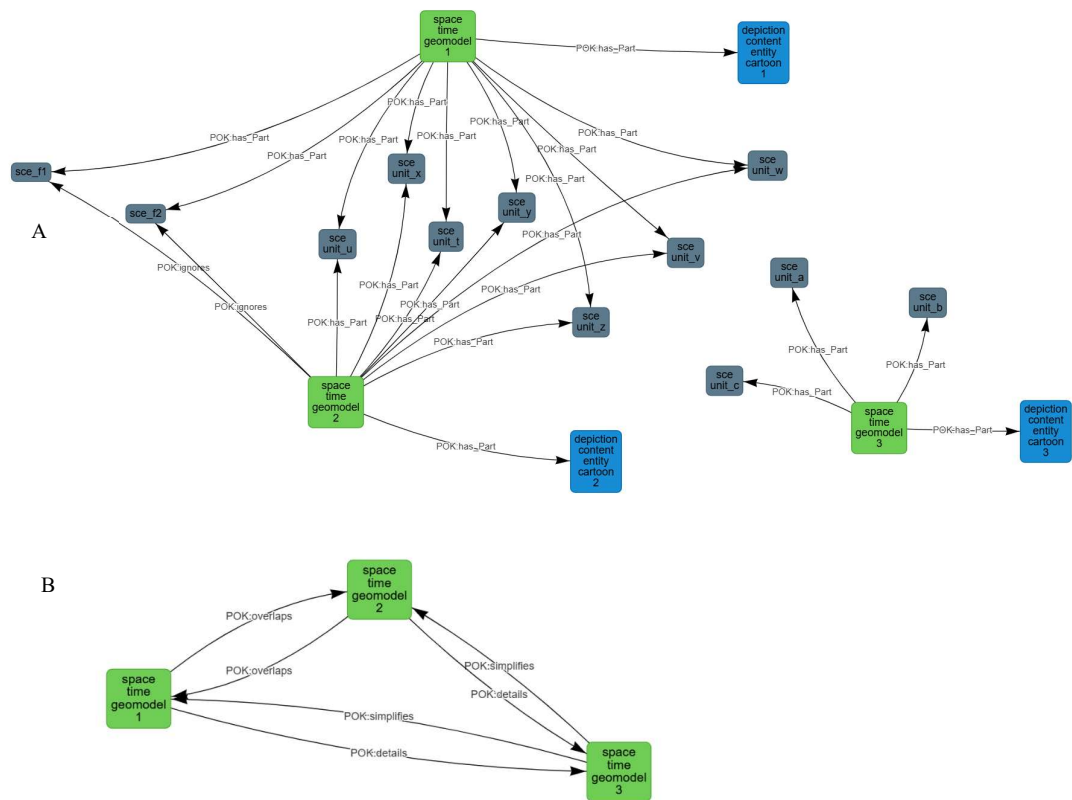 space
time
geomodel
1
POK:has_Part
depiction
content
entity
cartoon
1
POK:has_Part
POK:has_Part
POK:has_Part
POK:has_Part
POK:has_Part
POK:has_Part
POK:has_Part
POK:has_Part
POK:has_Part
sce_f1
sce
unit_x
sce
unit_w
A
sce_f2
sce
unit_y
sce
unit_u
sce
unit_t
sce
unit_v
POK:has_Part
POK:has_Part
POK:ignores
POK:ignores
POK:has_Part
POK:has_Part
POK:has_Part
POK:has_Part
sce
unit_z
POK:has_Part
space
time
geomodel
2
POK:has_Part
depiction
content
entity
cartoon
2
sce
unit_a
sce
unit_b
sce
unit_c
POK:has_Part
POK:has_Part
POK:has_Part
space
time
geomodel
3
POK:has_Part
depiction
content
entity
cartoon
3
B
space
time
geomodel
2
POK:overlaps
POK:overlaps
POK:simplifies
POK:details
space
time
geomodel
1
POK:simplifies
POK:details
space
time
geomodel
3